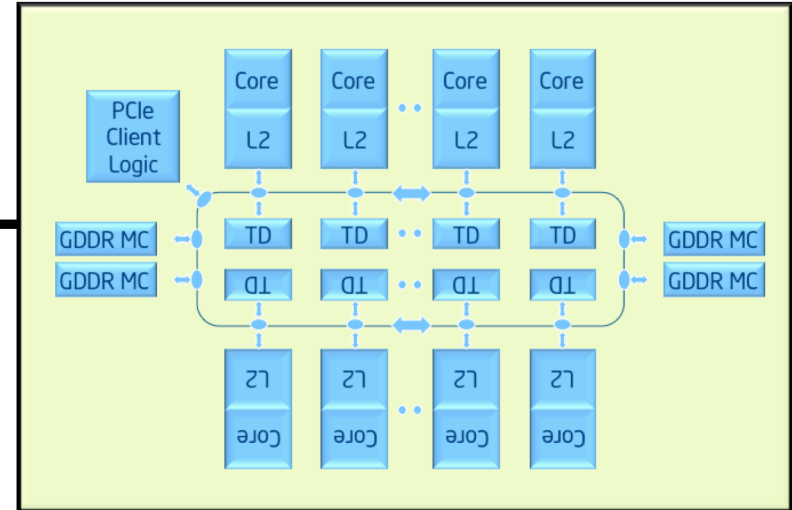 Core Core Core Core
PCIe
Client
Logic
L2 L2 L2 L2
TD TD TD TD
GDDR MC GDDR MC
GDDR MC GDDR MC
TD TD TD TD
L2 L2 L2 L2
Core Core Core Core